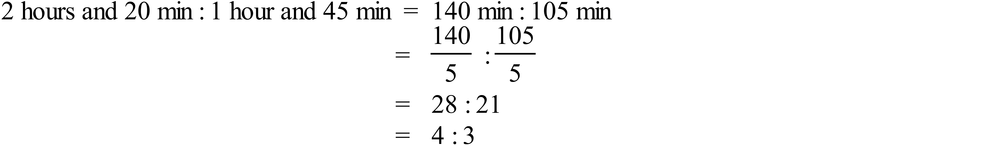 2 hours and 20 min : 1 hour and 45 min = 140 min : 105 min
= 140/5 : 105/5
= 28 : 21
= 4 : 3